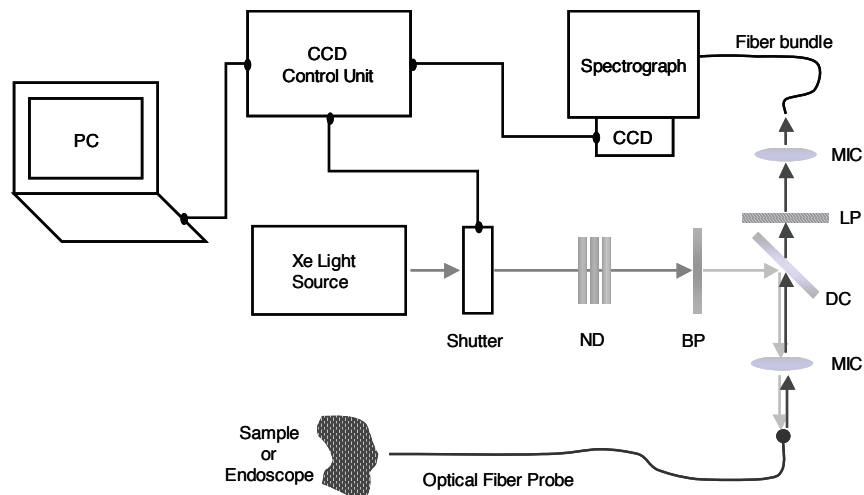 CCD
Control Unit
Spectrograph
Fiber bundle
PC
CCD
MIC
LP
Xe Light
Source
DC
Shutter
ND
BP
MIC
Sample
or
Endoscope
Optical Fiber Probe